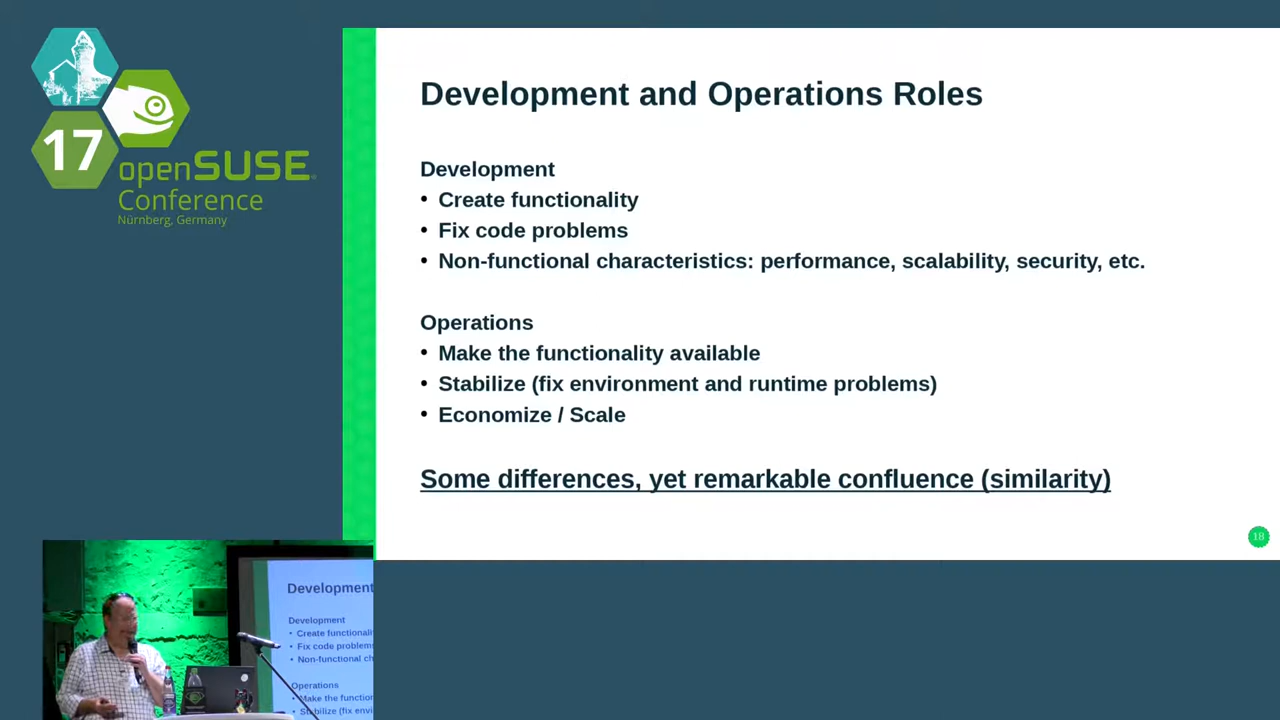 17
openSUSE
Conference
Nürnberg, Germany
Development and Operations Roles
Development
• Create functionality
• Fix code problems
• Non-functional characteristics: performance, scalability, security, etc.
Operations
• Make the functionality available
• Stabilize (fix environment and runtime problems)
• Economize / Scale
Some differences, yet remarkable confluence (similarity)
18
Development
Development
• Create functionali
• Fix code problems
• Non-functional ch
Operations
• Make the function
• Stabilize (fix envi